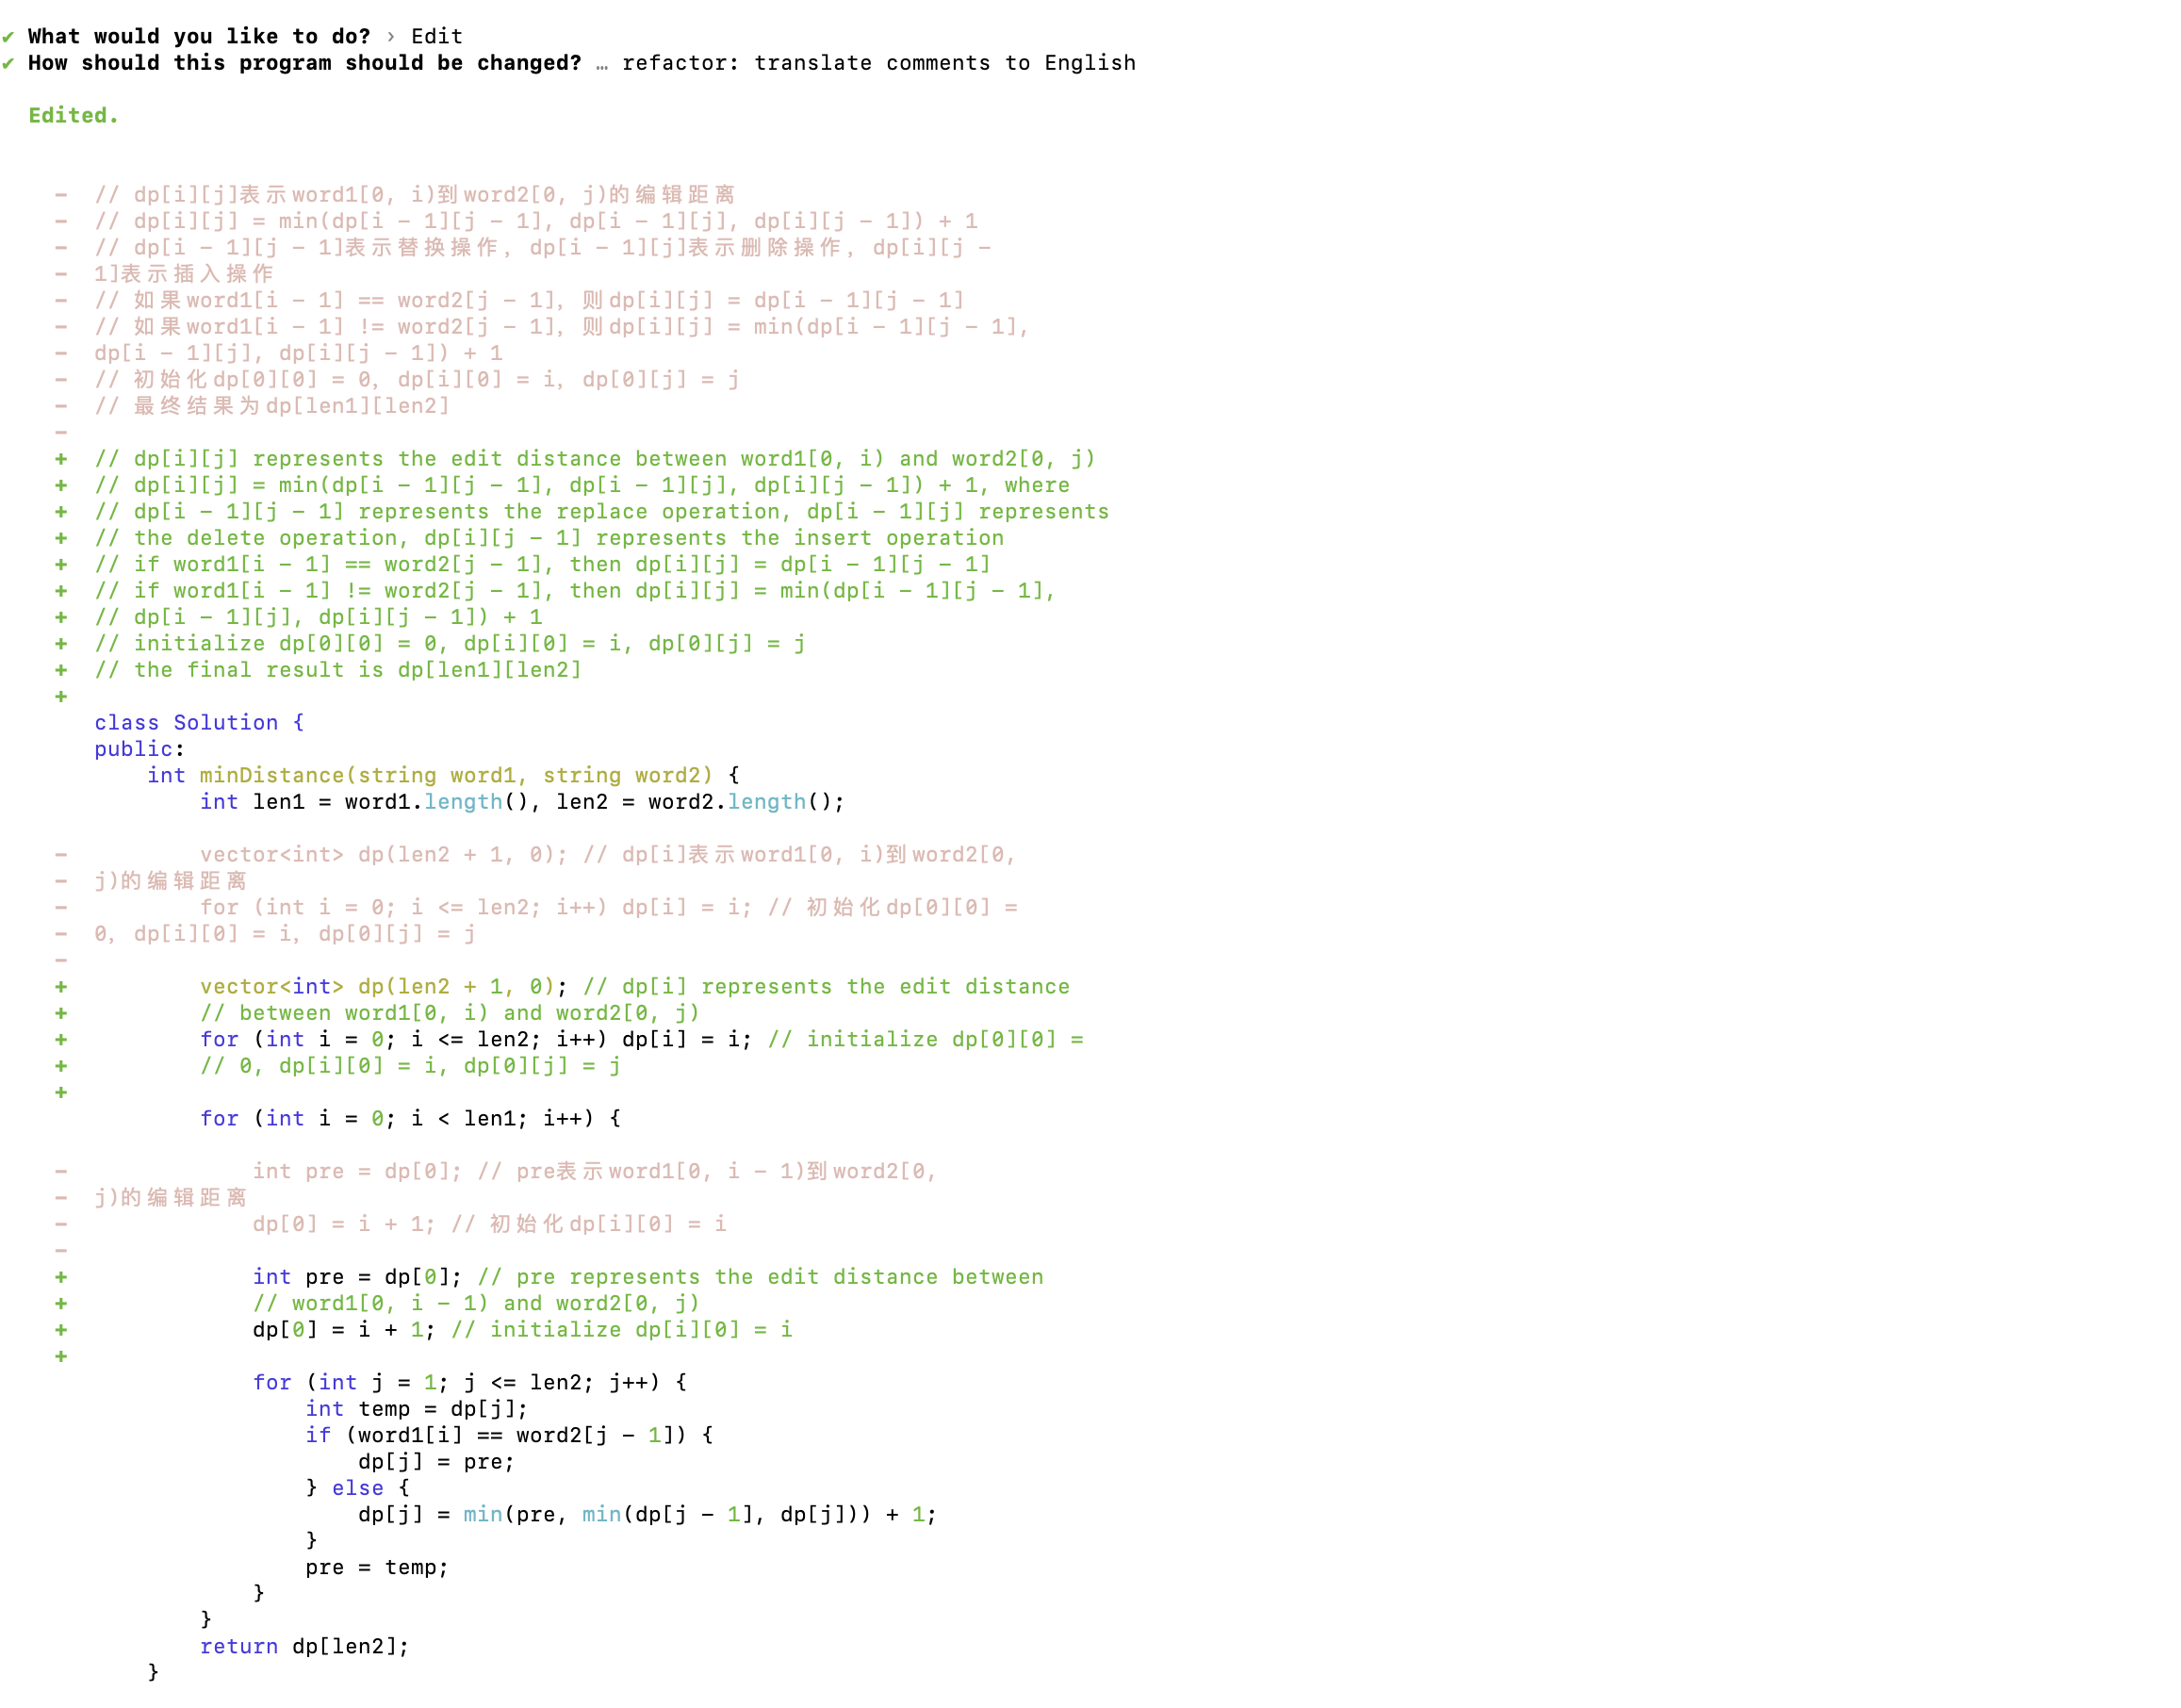 ✔ What would you like to do? › Edit
✔ How should this program should be changed? … refactor: translate comments to English
Edited.
-  // dp[i][j]表示word1[0, i)到word2[0, j)的编辑距离
-  // dp[i][j] = min(dp[i - 1][j - 1], dp[i - 1][j], dp[i][j - 1]) + 1
-  // dp[i - 1][j - 1]表示替换操作, dp[i - 1][j]表示删除操作, dp[i][j -
-  1]表示插入操作
-  // 如果word1[i - 1] == word2[j - 1], 则dp[i][j] = dp[i - 1][j - 1]
-  // 如果word1[i - 1] != word2[j - 1], 则dp[i][j] = min(dp[i - 1][j - 1],
-  dp[i - 1][j], dp[i][j - 1]) + 1
-  // 初始化dp[0][0] = 0, dp[i][0] = i, dp[0][j] = j
-  // 最终结果为dp[len1][len2]
-
+  // dp[i][j] represents the edit distance between word1[0, i) and word2[0, j)
+  // dp[i][j] = min(dp[i - 1][j - 1], dp[i - 1][j], dp[i][j - 1]) + 1, where
+  // dp[i - 1][j - 1] represents the replace operation, dp[i - 1][j] represents
+  // the delete operation, dp[i][j - 1] represents the insert operation
+  // if word1[i - 1] == word2[j - 1], then dp[i][j] = dp[i - 1][j - 1]
+  // if word1[i - 1] != word2[j - 1], then dp[i][j] = min(dp[i - 1][j - 1],
+  // dp[i - 1][j], dp[i][j - 1]) + 1
+  // initialize dp[0][0] = 0, dp[i][0] = i, dp[0][j] = j
+  // the final result is dp[len1][len2]
+
   class Solution {
   public:
       int minDistance(string word1, string word2) {
           int len1 = word1.length(), len2 = word2.length();
-          vector<int> dp(len2 + 1, 0); // dp[i]表示word1[0, i)到word2[0,
-  j)的编辑距离
-          for (int i = 0; i <= len2; i++) dp[i] = i; // 初始化dp[0][0] =
-  0, dp[i][0] = i, dp[0][j] = j
-
+          vector<int> dp(len2 + 1, 0); // dp[i] represents the edit distance
+          // between word1[0, i) and word2[0, j)
+          for (int i = 0; i <= len2; i++) dp[i] = i; // initialize dp[0][0] =
+          // 0, dp[i][0] = i, dp[0][j] = j
+
           for (int i = 0; i < len1; i++) {
-              int pre = dp[0]; // pre表示word1[0, i - 1)到word2[0,
-  j)的编辑距离
-              dp[0] = i + 1; // 初始化dp[i][0] = i
-
+              int pre = dp[0]; // pre represents the edit distance between
+              // word1[0, i - 1) and word2[0, j)
+              dp[0] = i + 1; // initialize dp[i][0] = i
+
               for (int j = 1; j <= len2; j++) {
                   int temp = dp[j];
                   if (word1[i] == word2[j - 1]) {
                       dp[j] = pre;
                   } else {
                       dp[j] = min(pre, min(dp[j - 1], dp[j])) + 1;
                   }
                   pre = temp;
               }
           }
           return dp[len2];
       }